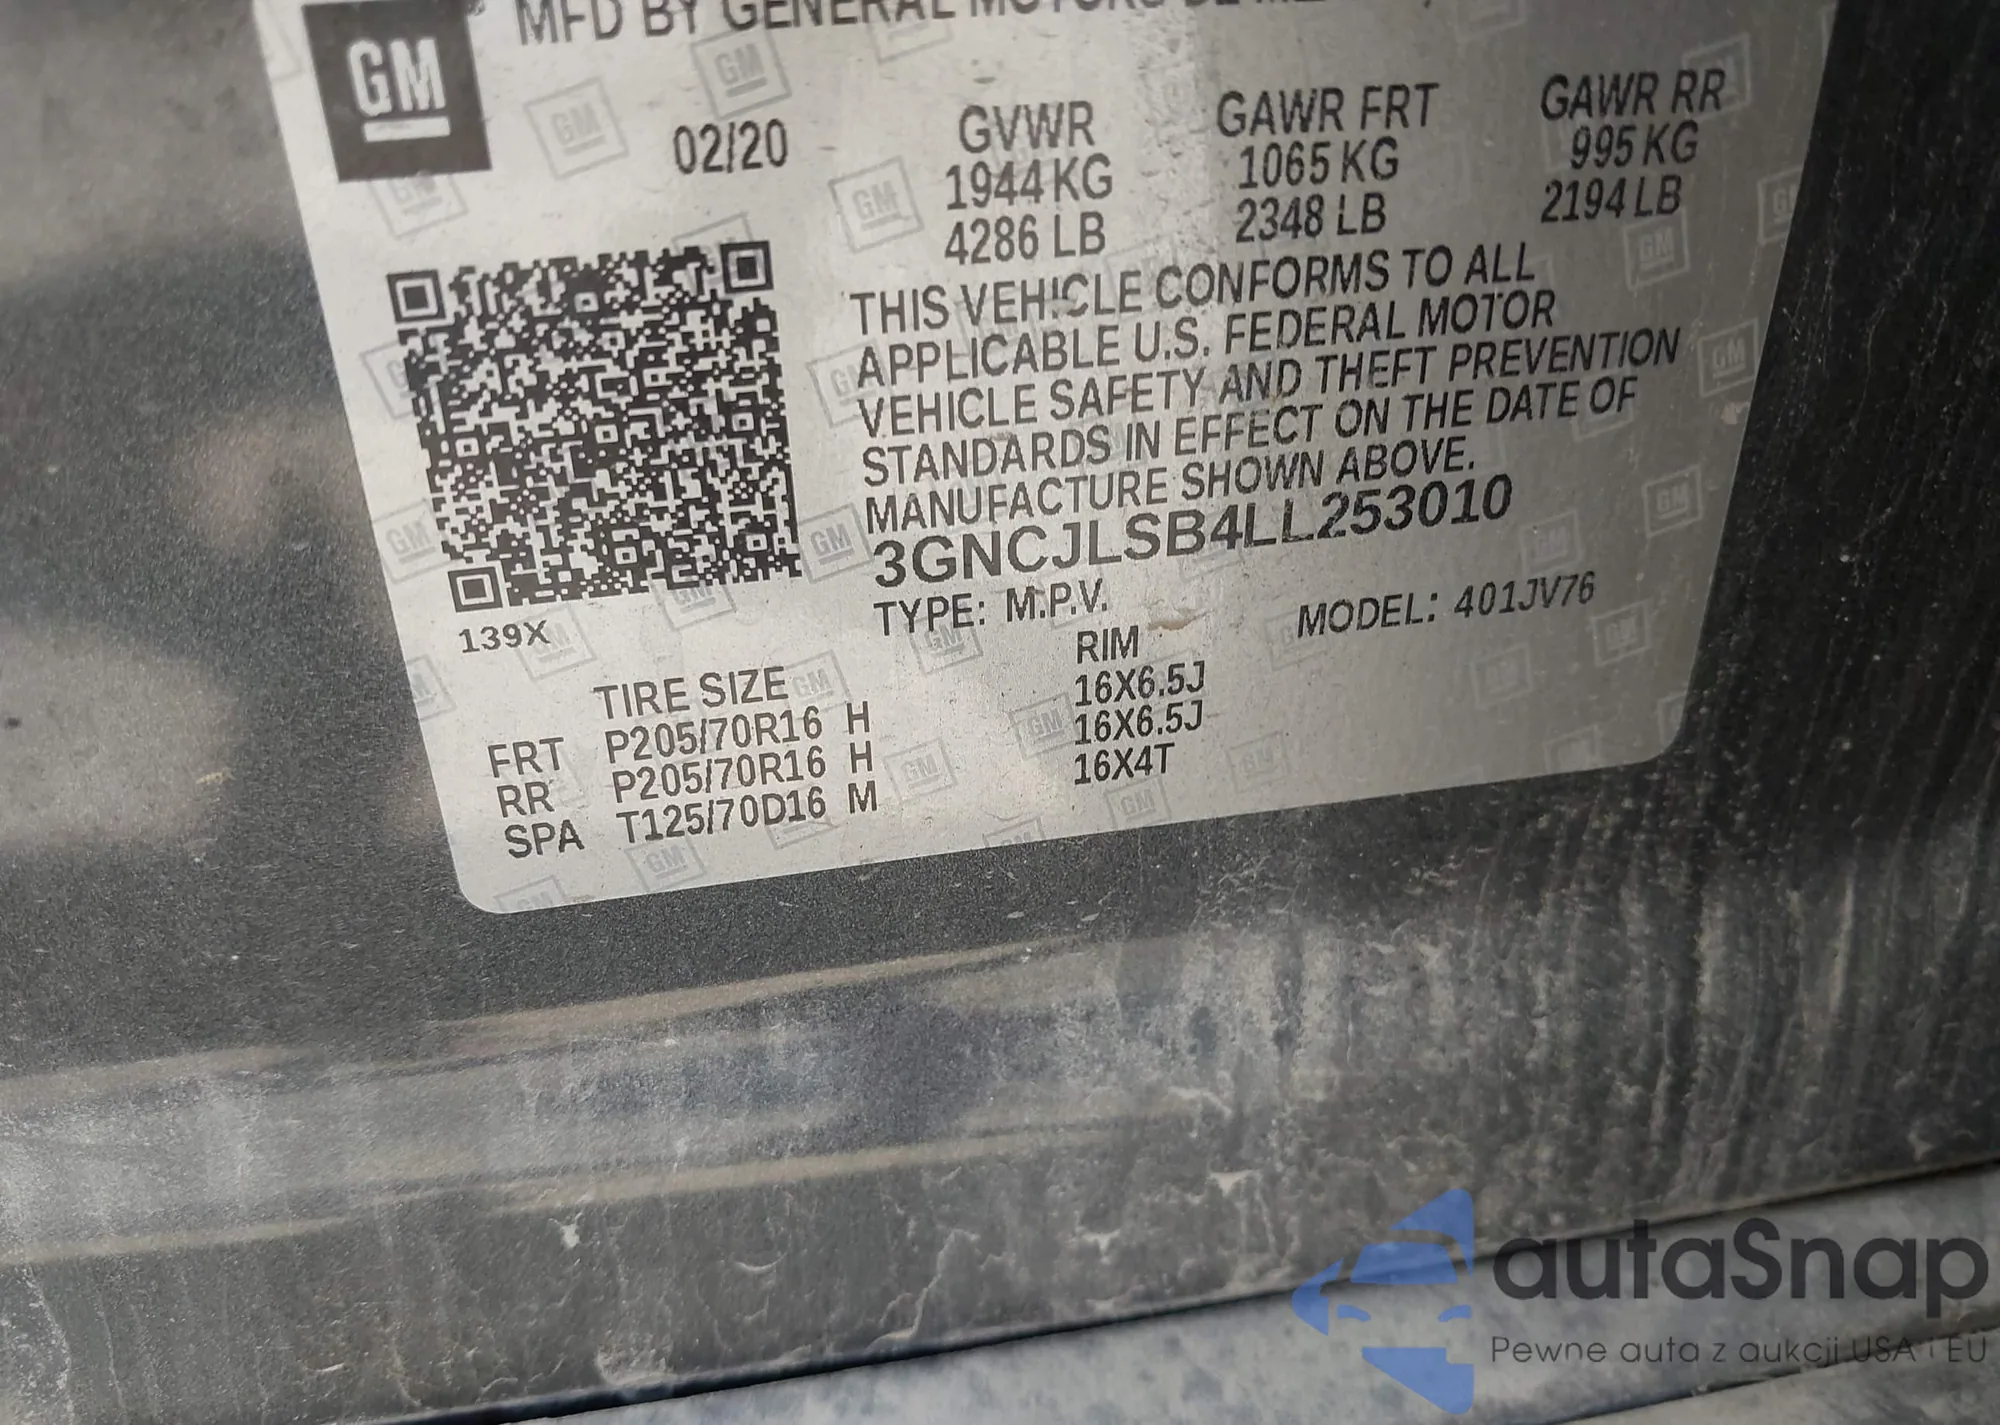 GM
MFD BY GENERAL MOTORS DE
02/20
GVWR GAWR FRT GAWR RR
1944 KG 1065 KG 995 KG
4286 LB 2348 LB 2194 LB
THIS VEHICLE CONFORMS TO ALL
APPLICABLE U.S. FEDERAL MOTOR
VEHICLE SAFETY AND THEFT PREVENTION
STANDARDS IN EFFECT ON THE DATE OF
MANUFACTURE SHOWN ABOVE.
3GNCJLSB4LL253010
TYPE: M.P.V. MODEL: 401JV76
139X
TIRE SIZE RIM
FRT P205/70R16 H 16X6.5J
RR P205/70R16 H 16X6.5J
SPA T125/70D16 M 16X4T
autaSnap
Pewne auta z aukcji USA i EU